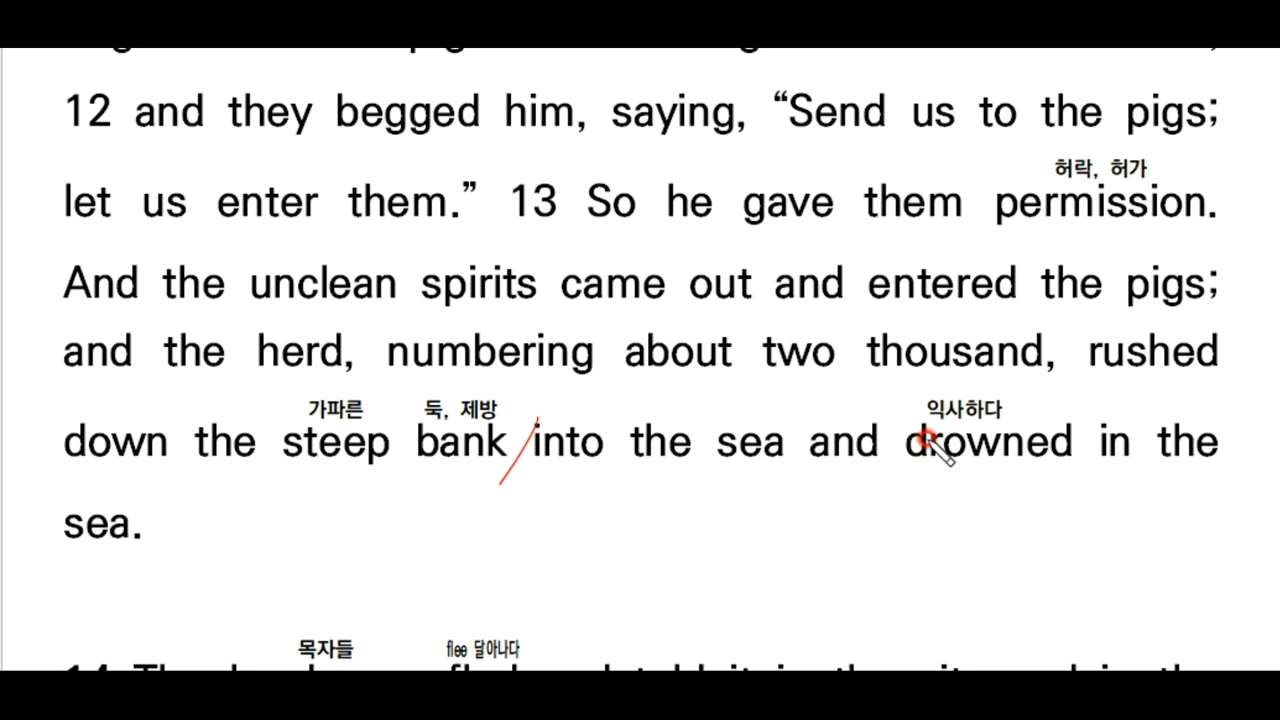 12 and they begged him, saying, “Send us to the pigs;
허락, 허가
let us enter them.” 13 So he gave them permission.
And the unclean spirits came out and entered the pigs;
and the herd, numbering about two thousand, rushed
가파른 둑, 제방 익사하다
down the steep bank into the sea and drowned in the
sea.
목자들 flee 달아나다